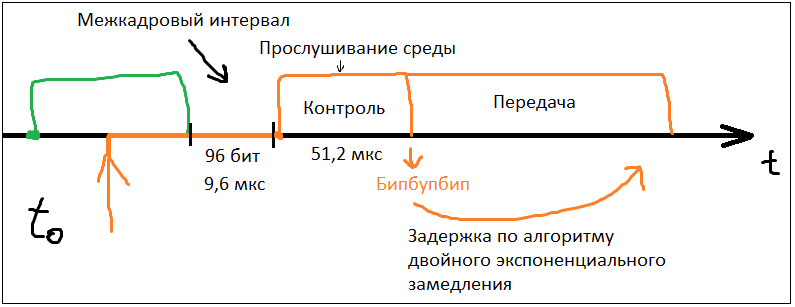 Межкадровый интервал
Прослушивание среды
Контроль
Передача
96 бит
9,6 мкс
51,2 мкс
t
Бипбупбип
t₀
Задержка по алгоритму
двойного экспоненциального
замедления